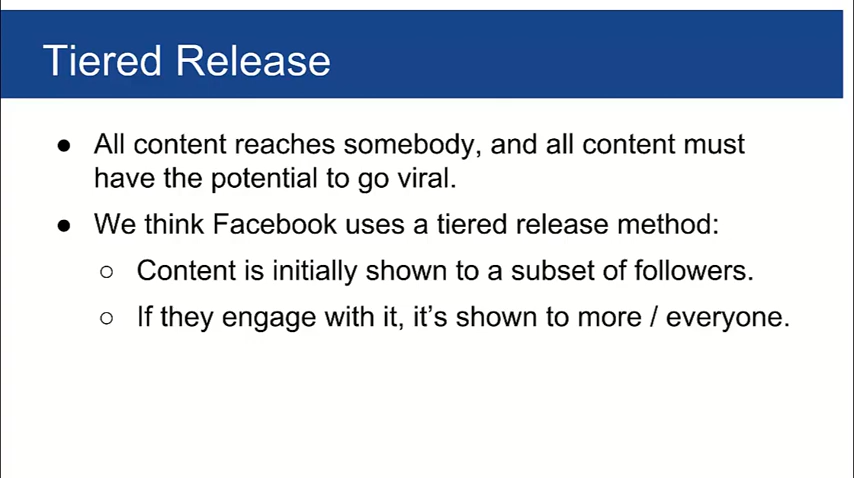 Tiered Release
● All content reaches somebody, and all content must
have the potential to go viral.
● We think Facebook uses a tiered release method:
○ Content is initially shown to a subset of followers.
○ If they engage with it, it's shown to more / everyone.